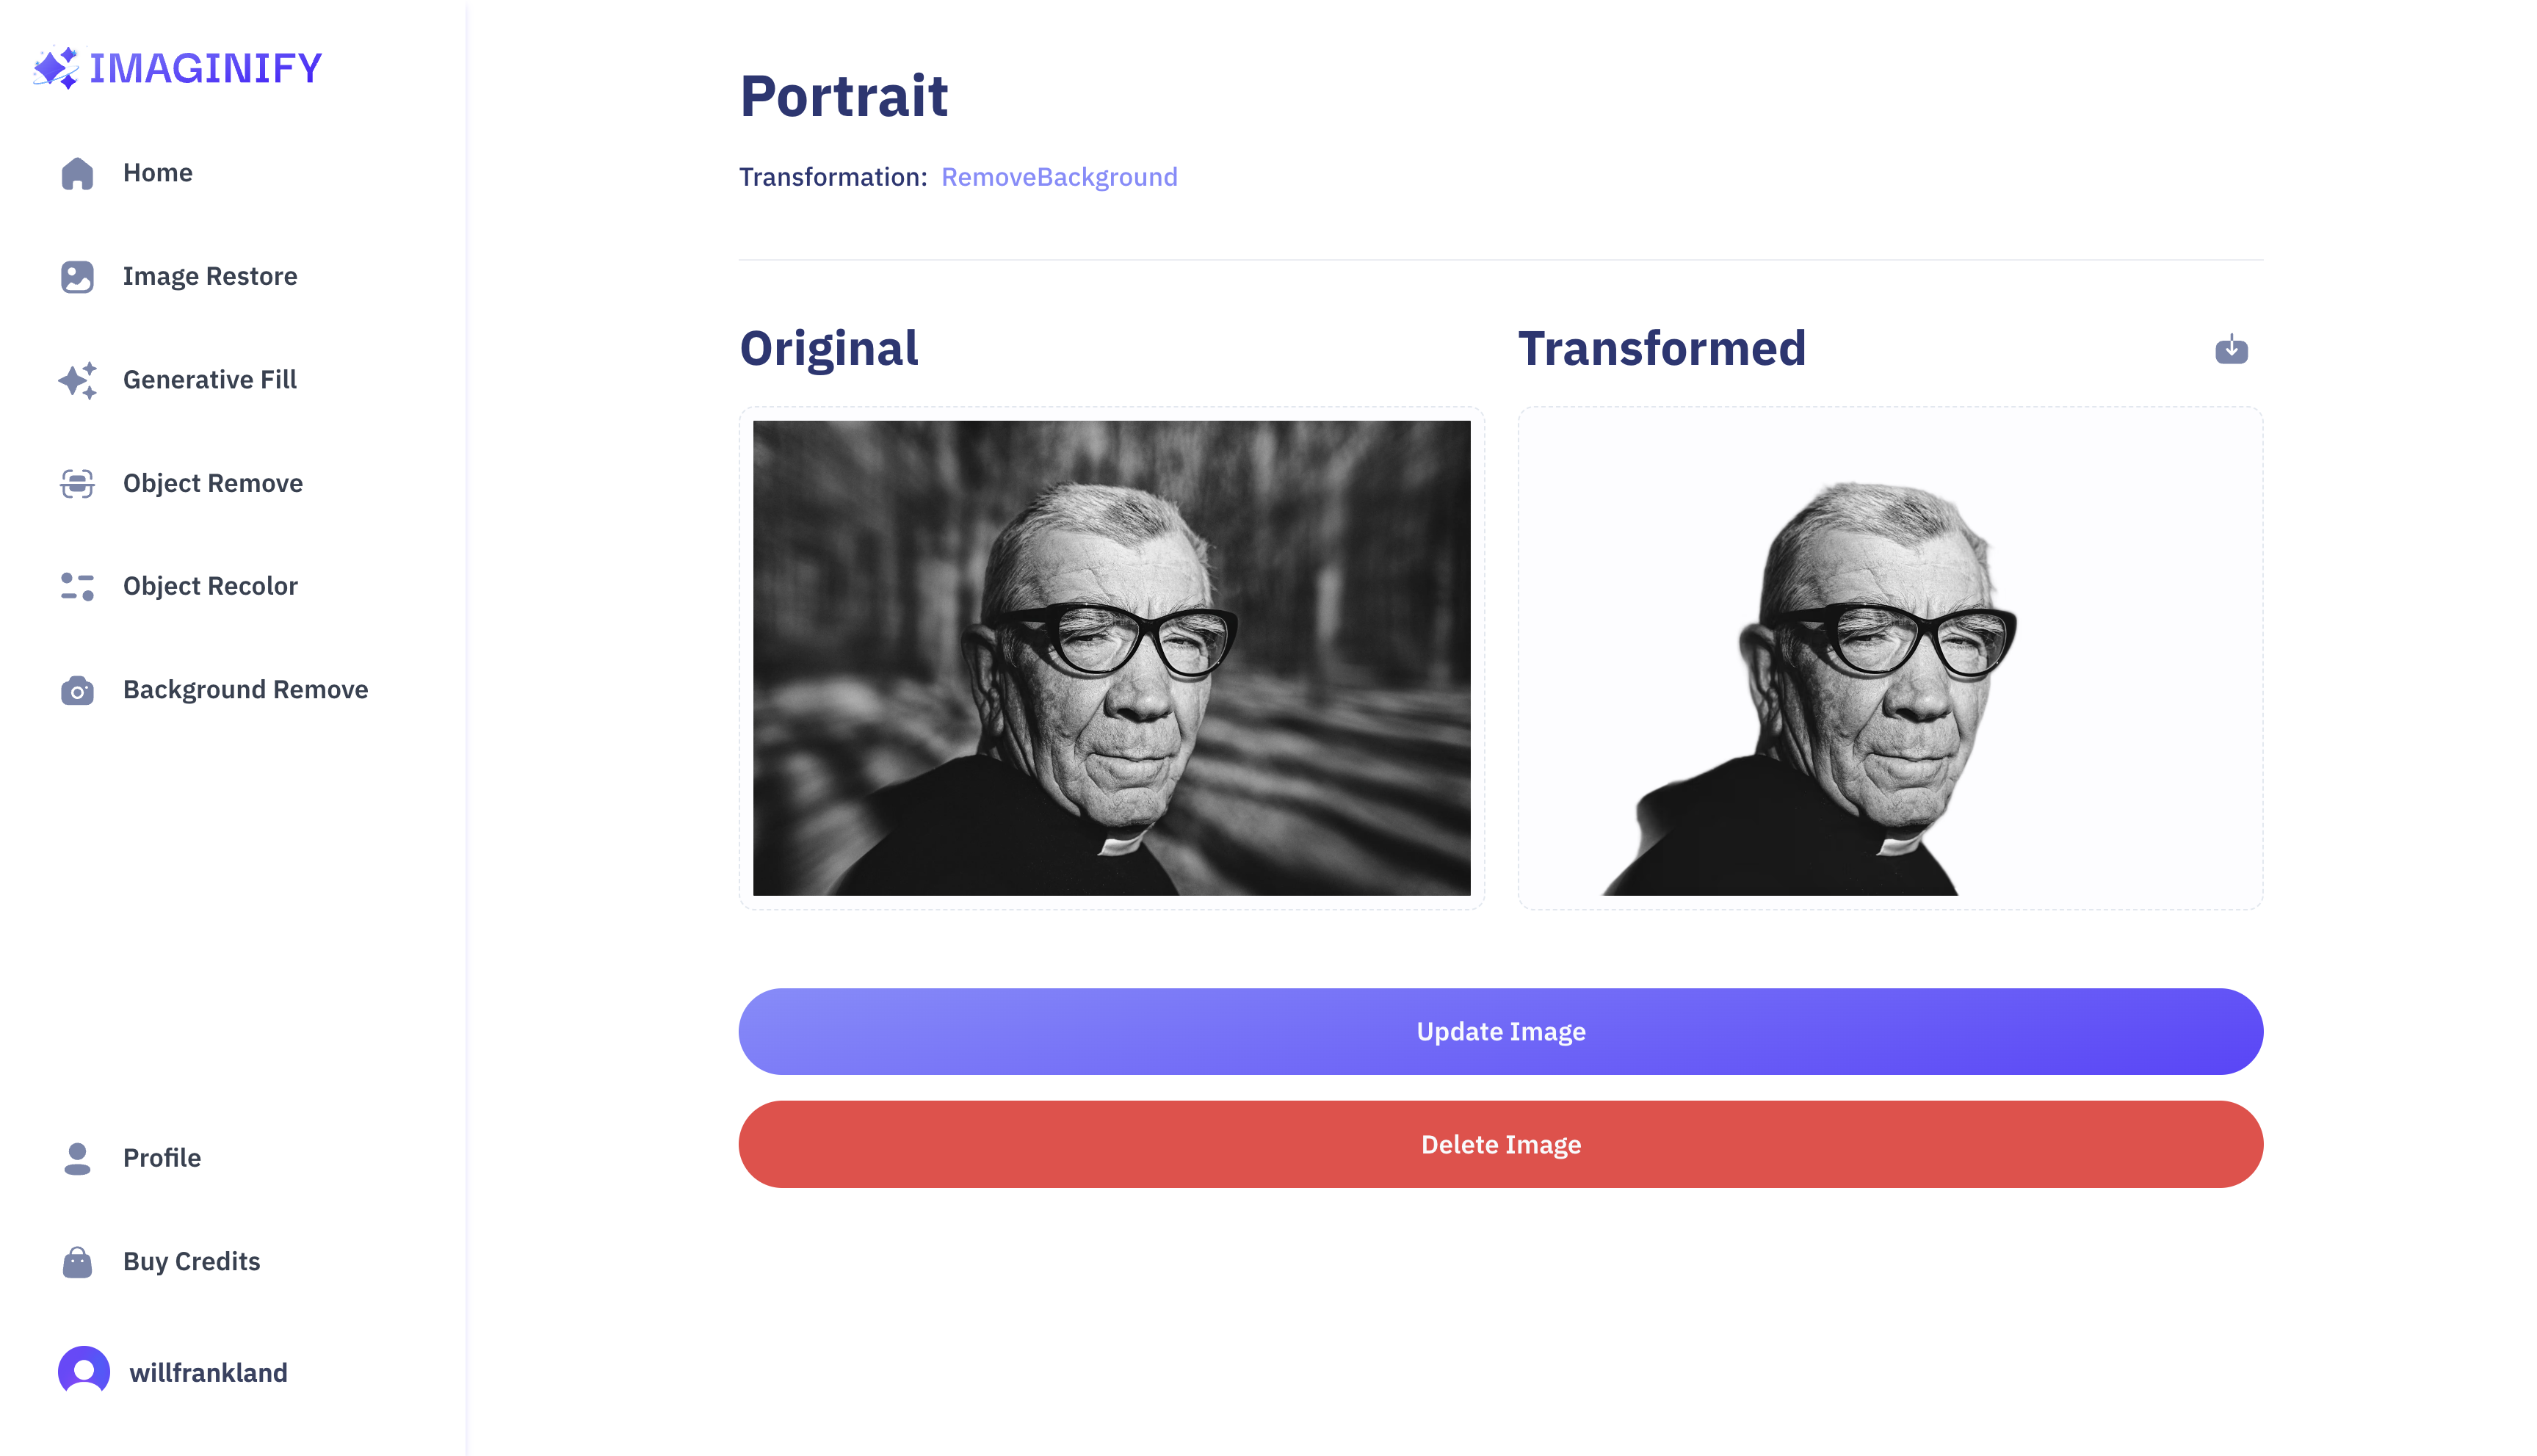 IMAGINIFY
Home
Image Restore
Generative Fill
Object Remove
Object Recolor
Background Remove
Profile
Buy Credits
willfrankland
Portrait
Transformation: RemoveBackground
Original
Transformed
Update Image
Delete Image